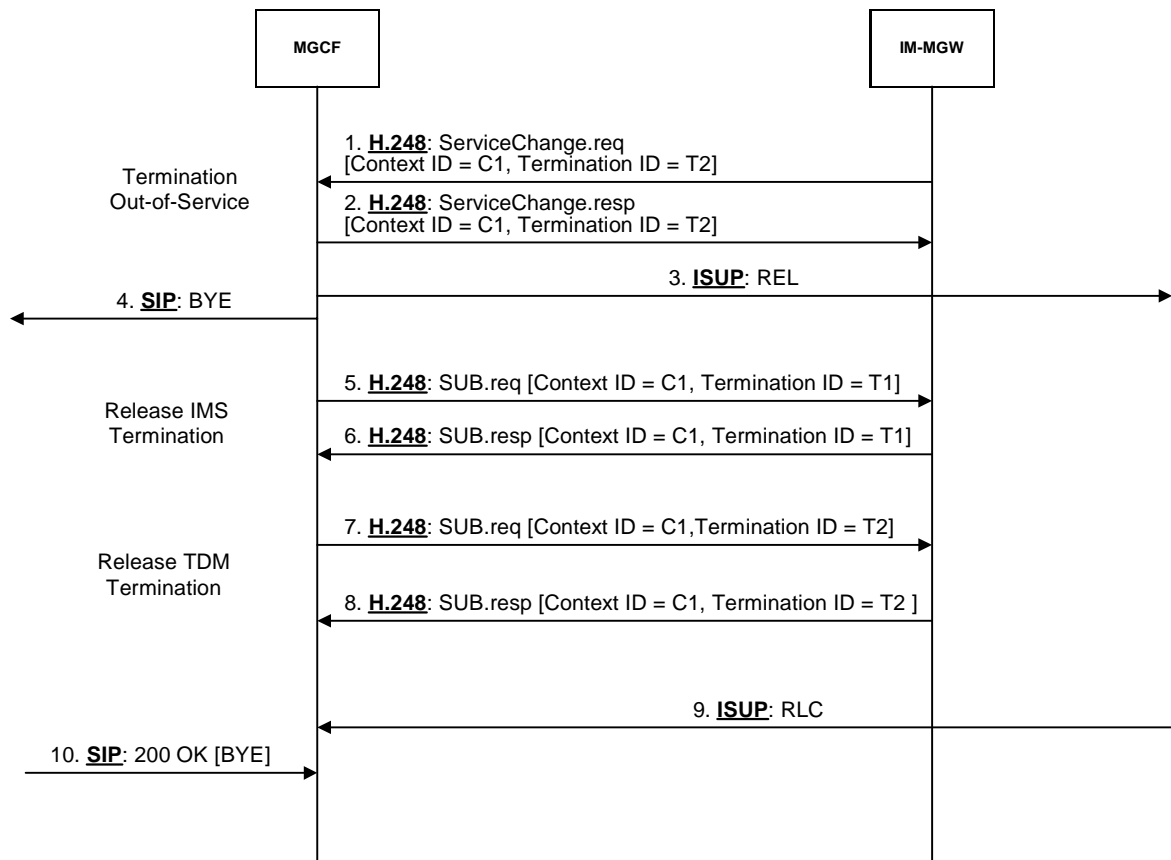 MGCF
IM-MGW
1. H.248: ServiceChange.req
[Context ID = C1, Termination ID = T2]
Termination
Out-of-Service
2. H.248: ServiceChange.resp
[Context ID = C1, Termination ID = T2]
3. ISUP: REL
4. SIP: BYE
5. H.248: SUB.req [Context ID = C1, Termination ID = T1]
Release IMS
Termination
6. H.248: SUB.resp [Context ID = C1, Termination ID = T1]
7. H.248: SUB.req [Context ID = C1,Termination ID = T2]
Release TDM
Termination
8. H.248: SUB.resp [Context ID = C1, Termination ID = T2 ]
9. ISUP: RLC
10. SIP: 200 OK [BYE]